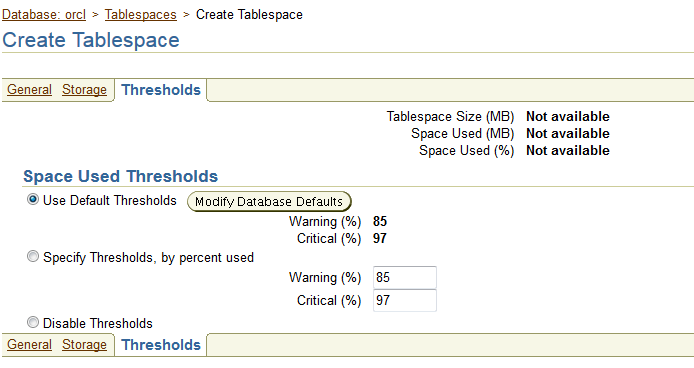 Database: orcl > Tablespaces > Create Tablespace
Create Tablespace
General Storage Thresholds
Tablespace Size (MB) Not available
Space Used (MB) Not available
Space Used (%) Not available
Space Used Thresholds
Use Default Thresholds Modify Database Defaults
Warning (%) 85
Critical (%) 97
Specify Thresholds, by percent used
Warning (%) 85
Critical (%) 97
Disable Thresholds
General Storage Thresholds